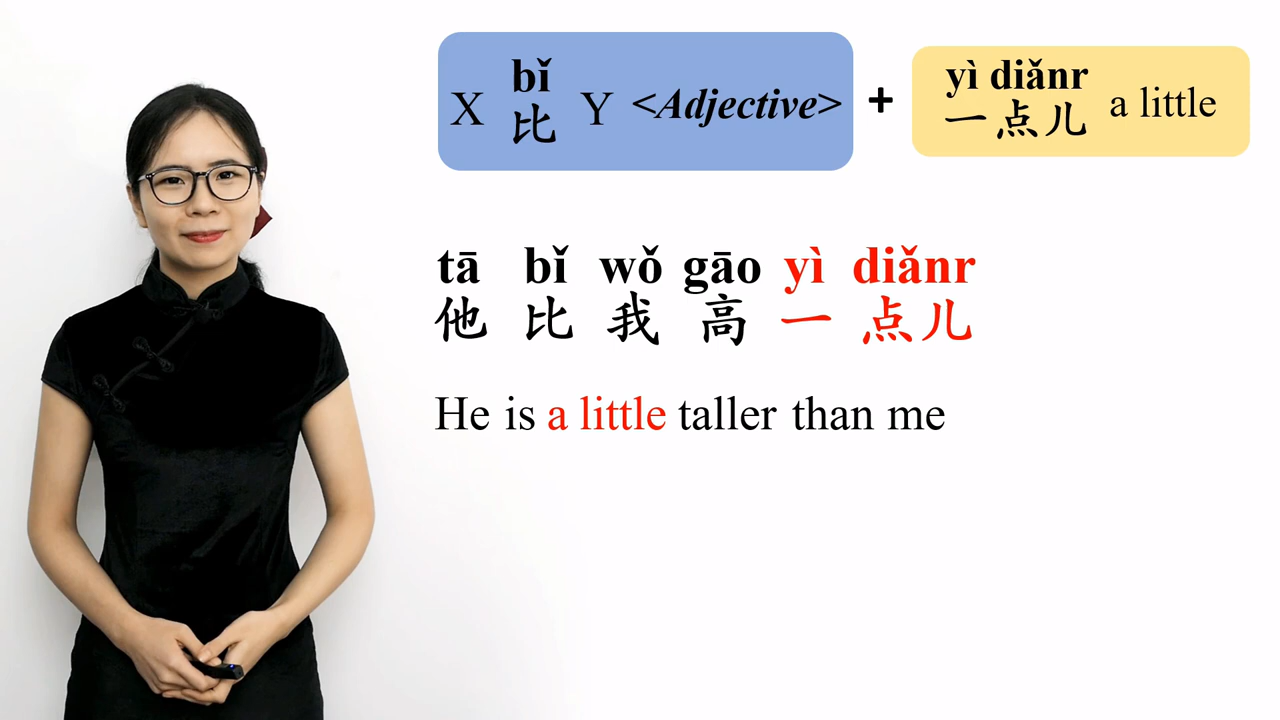 X bǐ 比 Y <Adjective> + yì diǎnr 一点儿 a little
tā bǐ wǒ gāo yì diǎnr
他 比 我 高 一 点儿
He is a little taller than me